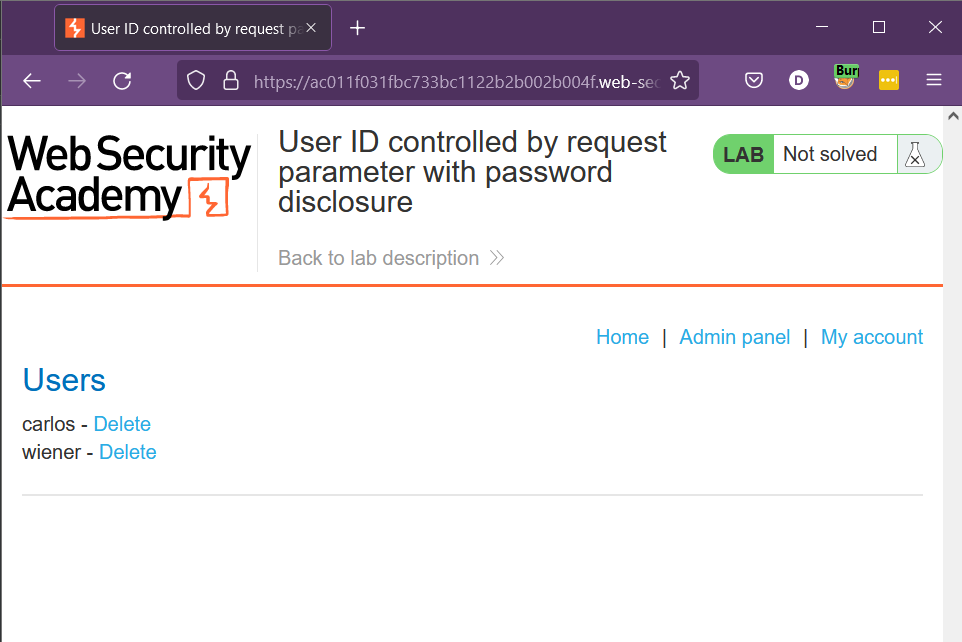 User ID controlled by request pa
https://ac011f031fbc733bc1122b2b002b004f.web-sec
D
Bur
Web Security
Academy
User ID controlled by request
parameter with password
disclosure
LAB Not solved
Back to lab description
Home | Admin panel | My account
Users
carlos - Delete
wiener - Delete